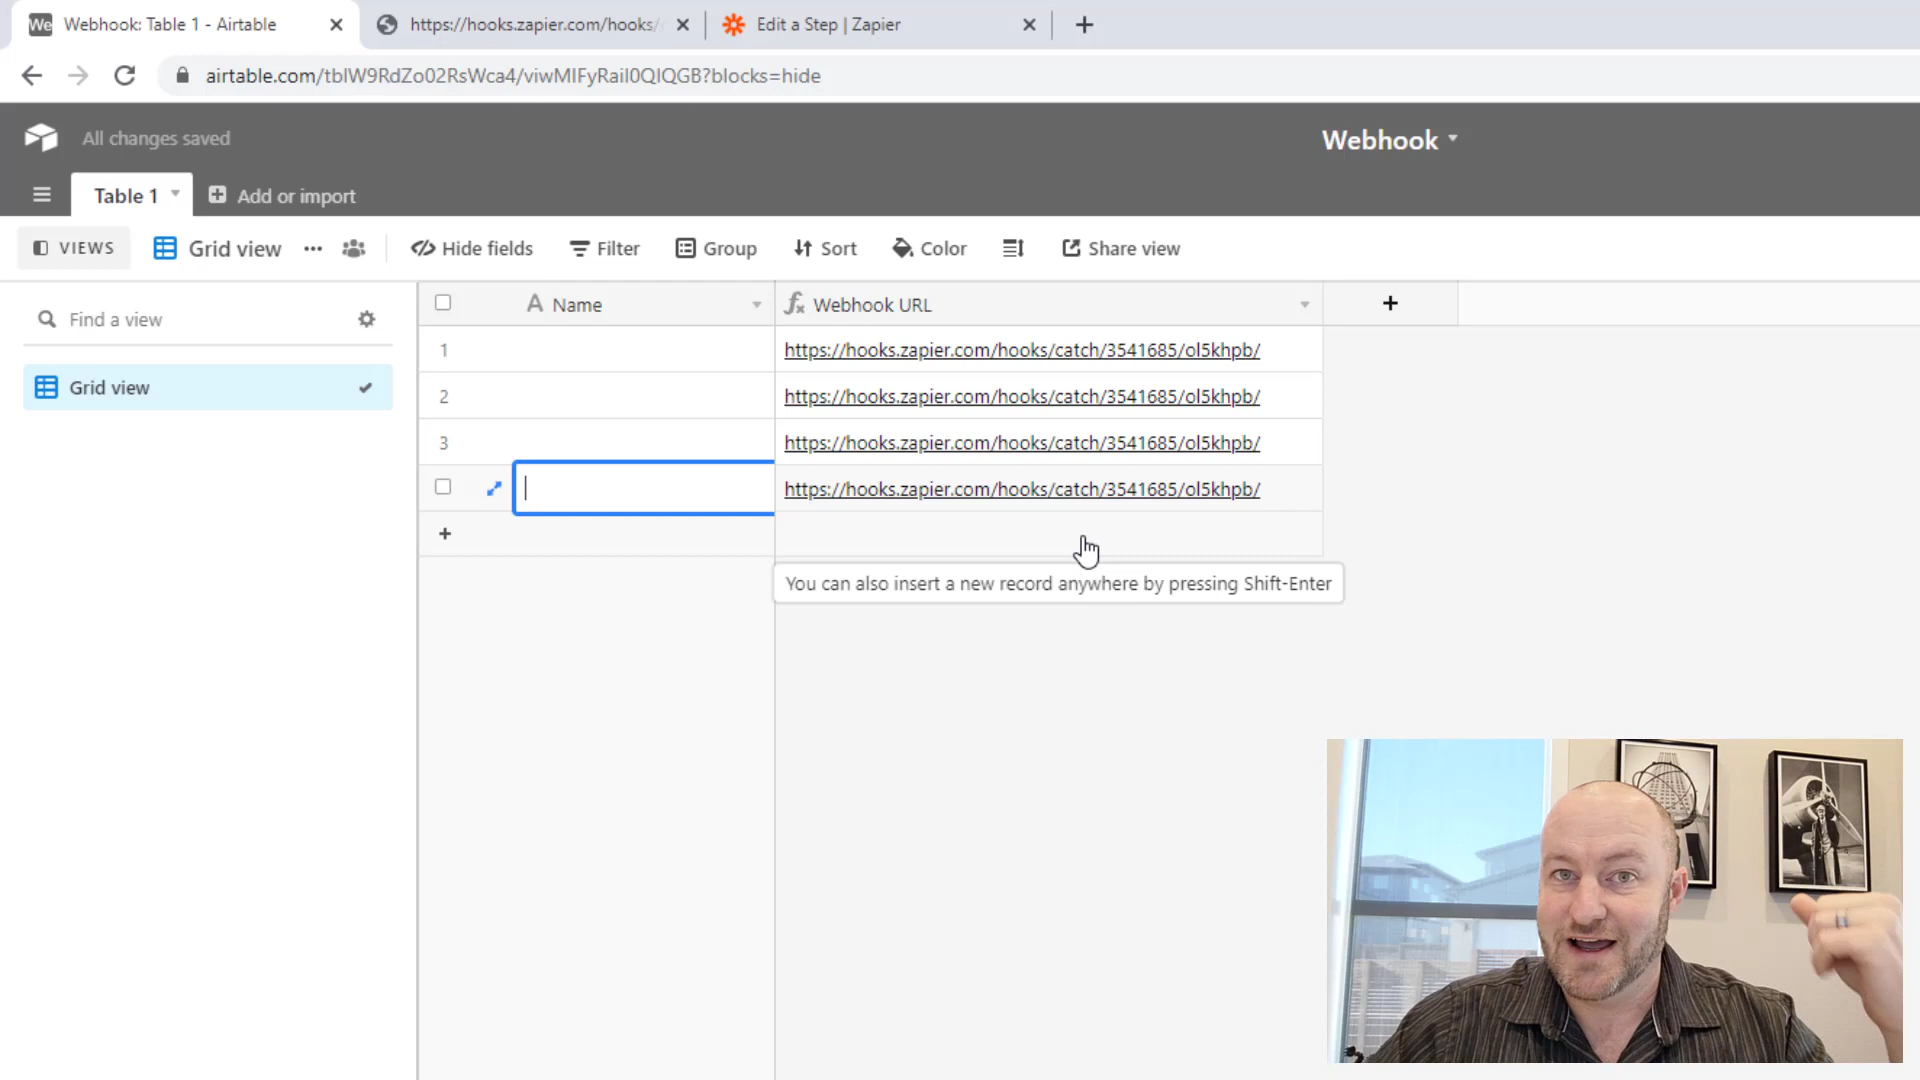 We Webhook: Table 1 - Airtable
https://hooks.zapier.com/hooks/
Edit a Step | Zapier
airtable.com/tblW9RdZo02RsWca4/viwMIFyRail0QIQGB?blocks=hide
All changes saved
Webhook
Table 1
Add or import
VIEWS
Grid view
Hide fields
Filter
Group
Sort
Color
Share view
Find a view
Grid view
A Name
fx Webhook URL
1
https://hooks.zapier.com/hooks/catch/3541685/ol5khpb/
2
https://hooks.zapier.com/hooks/catch/3541685/ol5khpb/
3
https://hooks.zapier.com/hooks/catch/3541685/ol5khpb/
https://hooks.zapier.com/hooks/catch/3541685/ol5khpb/
You can also insert a new record anywhere by pressing Shift-Enter